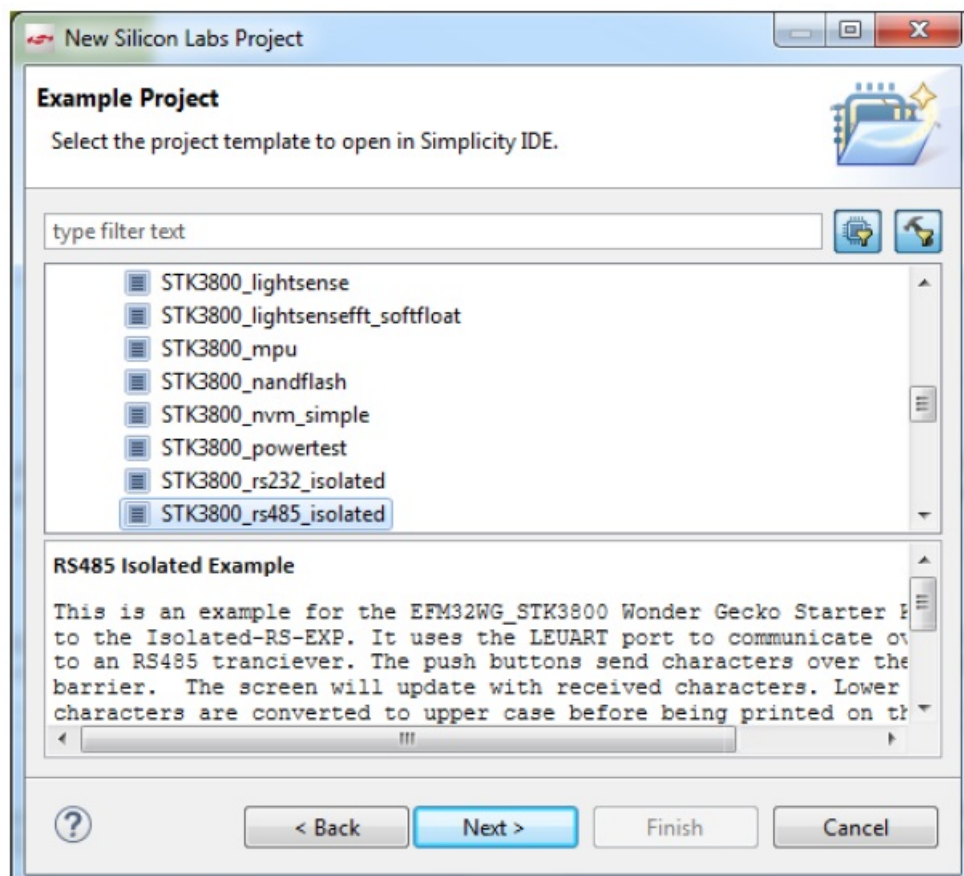 New Silicon Labs Project
Example Project
Select the project template to open in Simplicity IDE.
type filter text
STK3800_lightsense
STK3800_lightsensefft_softfloat
STK3800_mpu
STK3800_nandflash
STK3800_nvm_simple
STK3800_powertest
STK3800_rs232_isolated
STK3800_rs485_isolated
RS485 Isolated Example
This is an example for the EFM32WG_STK3800 Wonder Gecko Starter
to the Isolated-RS-EXP. It uses the LEUART port to communicate ov
to an RS485 tranciever. The push buttons send characters over the
barrier. The screen will update with received characters. Lower
characters are converted to upper case before being printed on th
< Back
Next >
Finish
Cancel